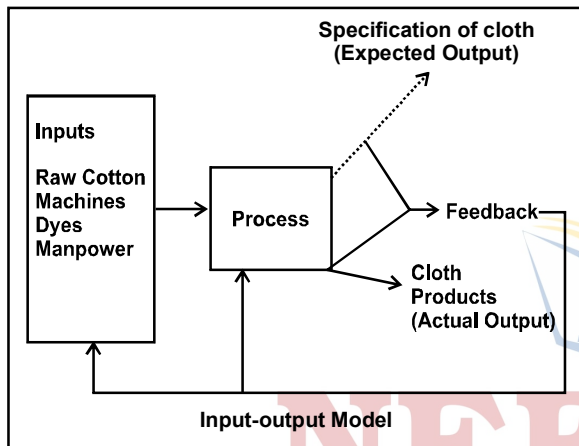 Specification of cloth
(Expected Output)
Inputs
Raw Cotton
Machines
Dyes
Manpower
Process
Feedback
Cloth
Products
(Actual Output)
Input-output Model